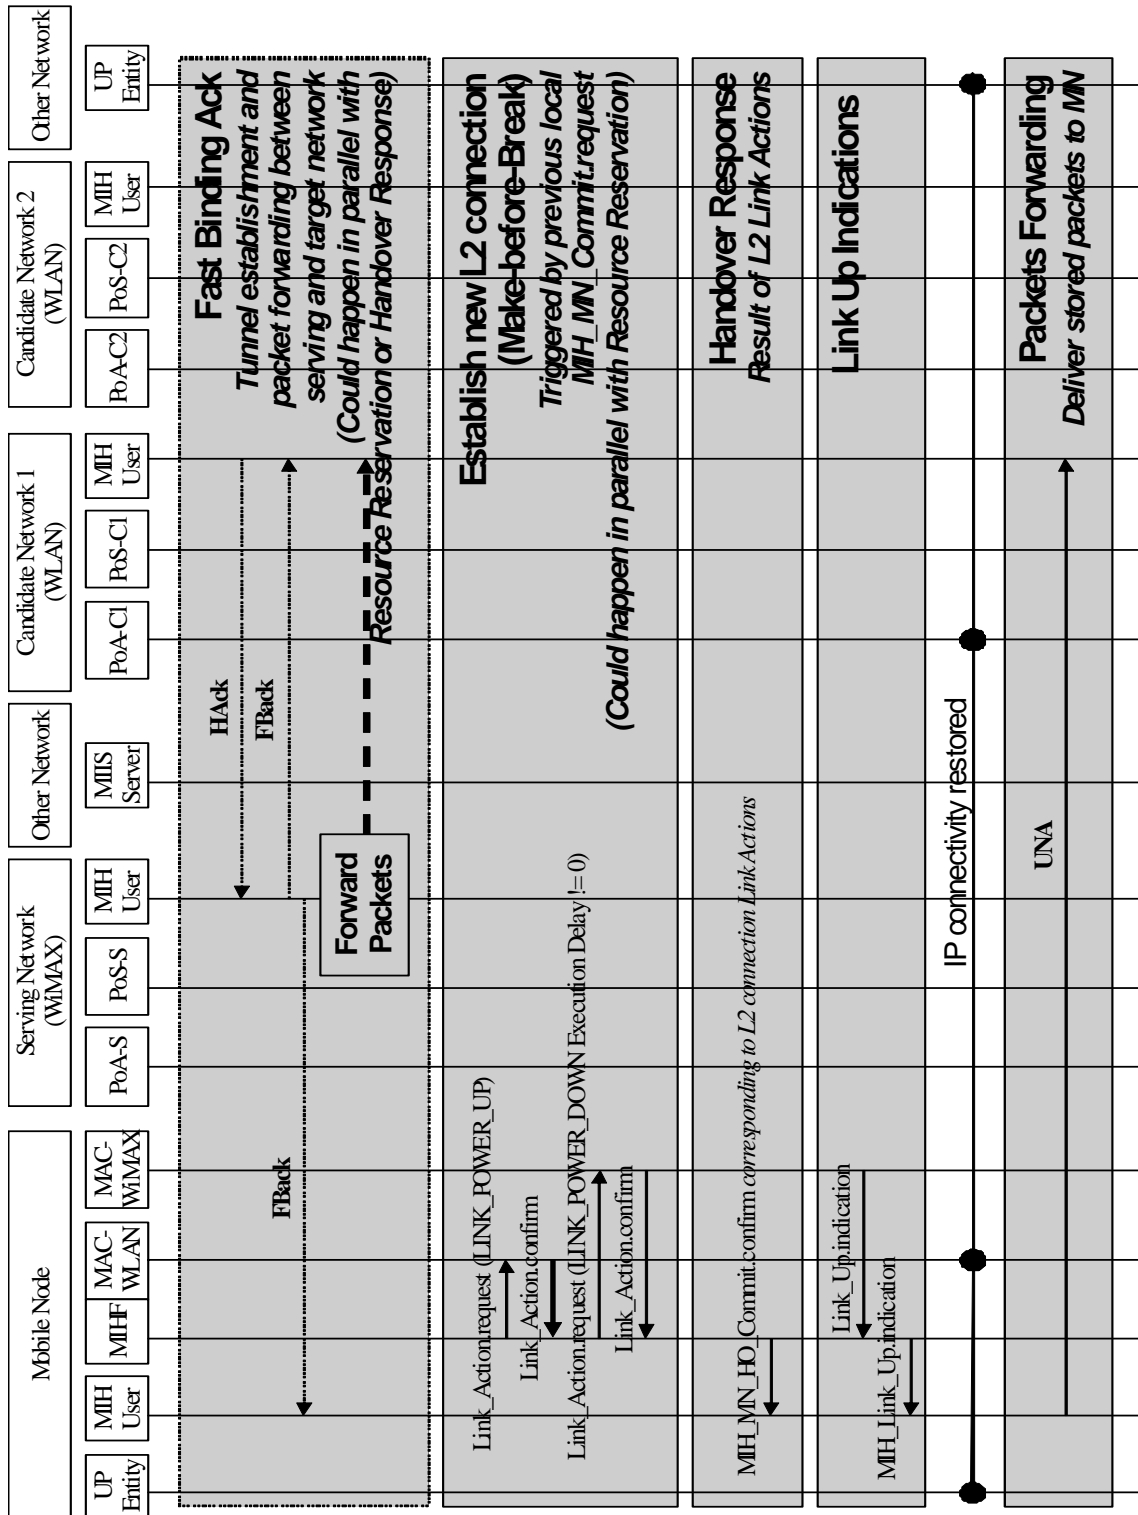 Mobile Node
Serving Network
(WiMAX)
Other Network
Candidate Network 1
(WLAN)
Candidate Network 2
(WLAN)
Other Network
UP
Entity
MIH
User
MIHF
MAC-
WLAN
MAC-
WiMAX
PoA-S
PoS-S
MIH
User
MIIS
Server
PoA-C1
PoS-C1
MIH
User
PoA-C2
PoS-C2
MIH
User
UP
Entity
Fast Binding Ack
Tunnel establishment and
packet forwarding between
serving and target network
(Could happen in parallel with
Resource Reservation or Handover Response)
HAck
FBack
FBack
Forward
Packets
Establish new L2 connection
(Make-before-Break)
Triggered by previous local
MIH_MN_Commit.request
(Could happen in parallel with Resource Reservation)
Link_Action.request (LINK_POWER_UP)
Link_Action.confirm
Link_Action.request (LINK_POWER_DOWN Execution Delay != 0)
Link_Action.confirm
Handover Response
Result of L2 Link Actions
MIH_MN_HO_Commit.confirm corresponding to L2 connection Link Actions
Link Up Indications
Link_Up.indication
MIH_Link_Up.indication
IP connectivity restored
Packets Forwarding
Deliver stored packets to MN
UNA